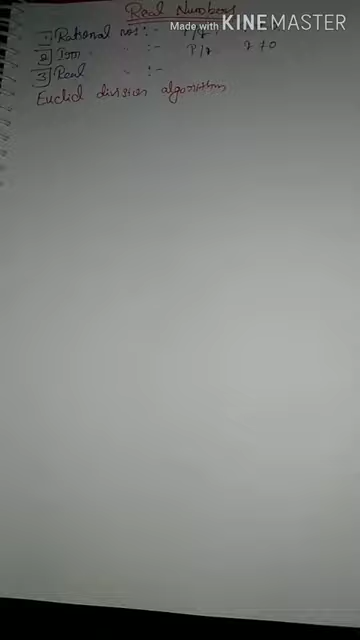 Real Numbers
Made with KINEMASTER
1. Rational nos :- P/q
2 Irr " :- P/q q≠0
3 Real " :-
Euclid division algorithm